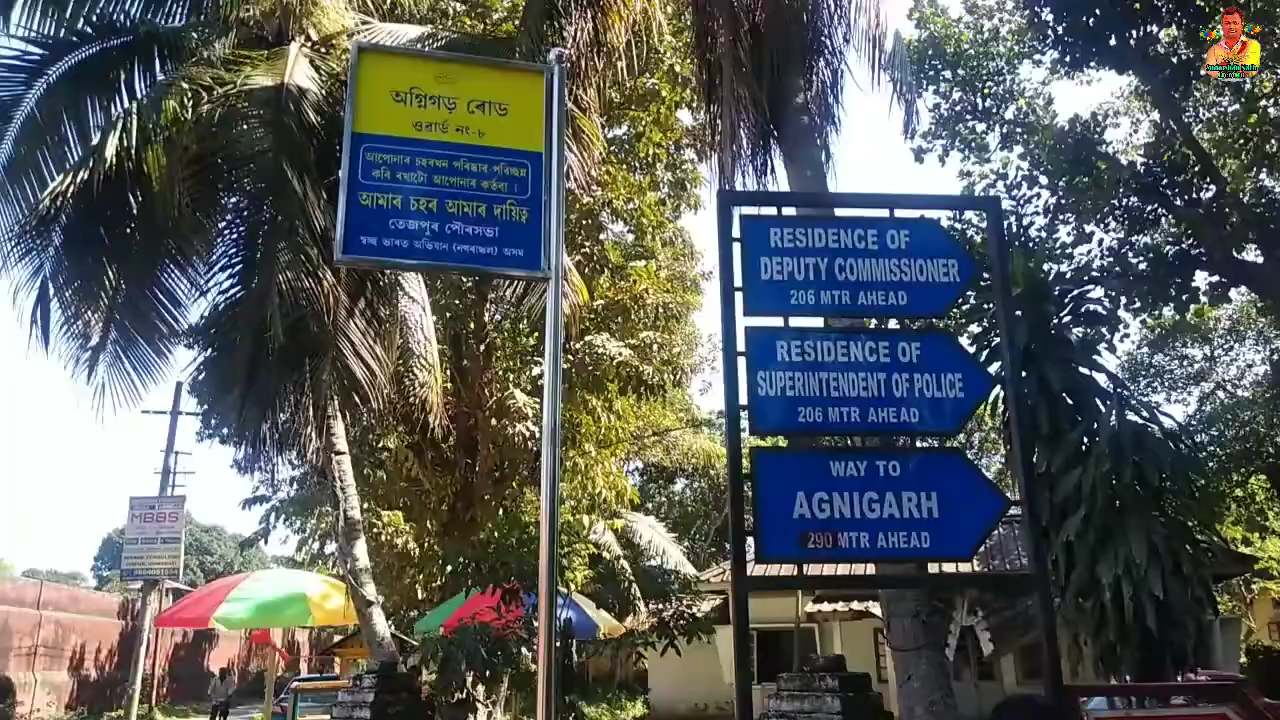 অগ্নিগড় ৰোড
ওৱাৰ্ড নং-৮
আপোনাৰ চহৰখন পৰিষ্কাৰ পৰিচ্ছন্ন
কৰি ৰখাটো আপোনাৰ কৰ্তব্য ।
আমাৰ চহৰ আমাৰ দায়িত্ব
তেজপুৰ পৌৰসভা
স্বচ্ছ ভাৰত অভিযান (নগৰাঞ্চল) অসম
RESIDENCE OF
DEPUTY COMMISSIONER
206 MTR AHEAD
RESIDENCE OF
SUPERINTENDENT OF POLICE
206 MTR AHEAD
WAY TO
AGNIGARH
290 MTR AHEAD
MBBS